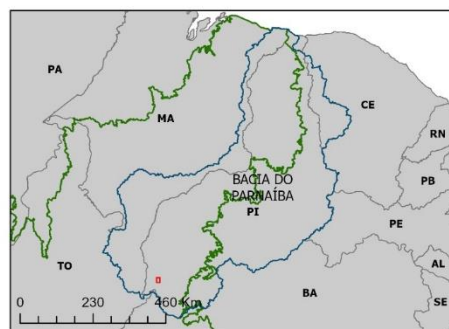 PA
CE
MA
RN
PB
BACIA DO
PARNAÍBA
PI
PE
AL
TO
BA
SE
0 230 460 Km